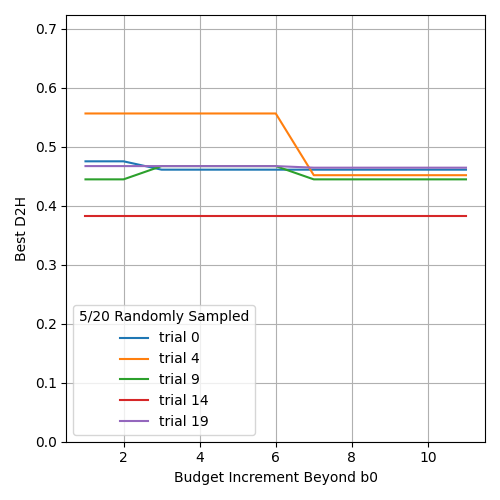 0.7
0.6
0.5
0.4
0.3
0.2
0.1
0.0
Best D2H
5/20 Randomly Sampled
trial 0
trial 4
trial 9
trial 14
trial 19
2 4 6 8 10
Budget Increment Beyond b0